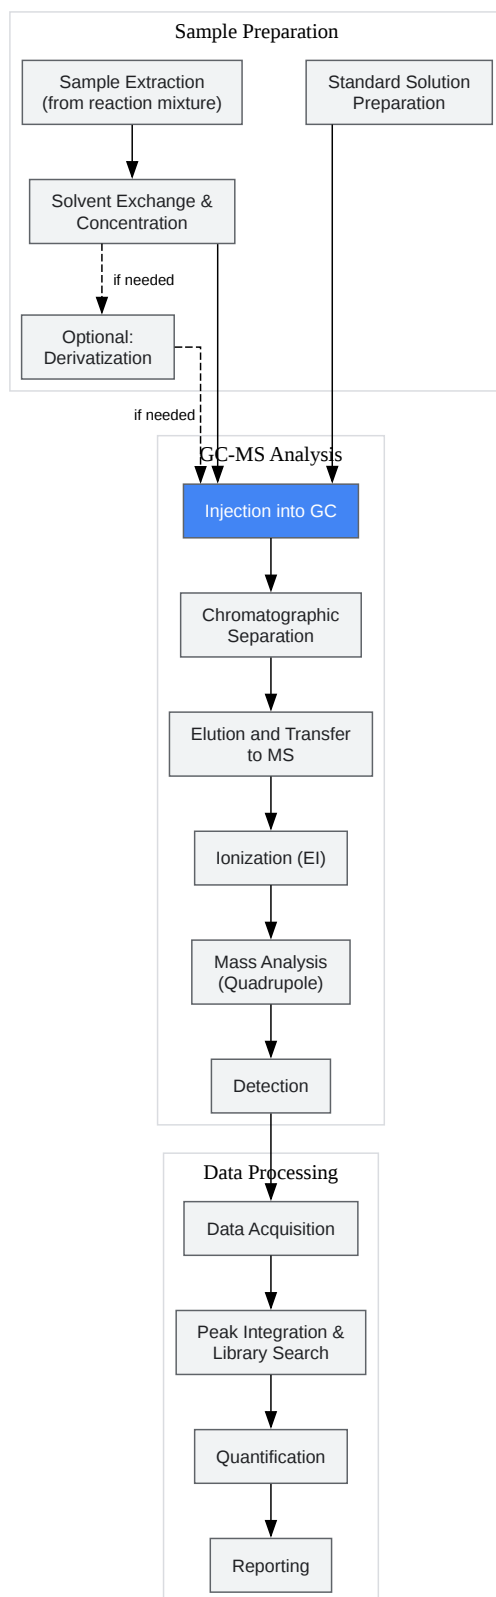 Sample Preparation
Sample Extraction
(from reaction mixture)
Standard Solution
Preparation
Solvent Exchange &
Concentration
if needed
Optional:
Derivatization
if needed
GC-MS Analysis
Injection into GC
Chromatographic
Separation
Elution and Transfer
to MS
Ionization (EI)
Mass Analysis
(Quadrupole)
Detection
Data Processing
Data Acquisition
Peak Integration &
Library Search
Quantification
Reporting